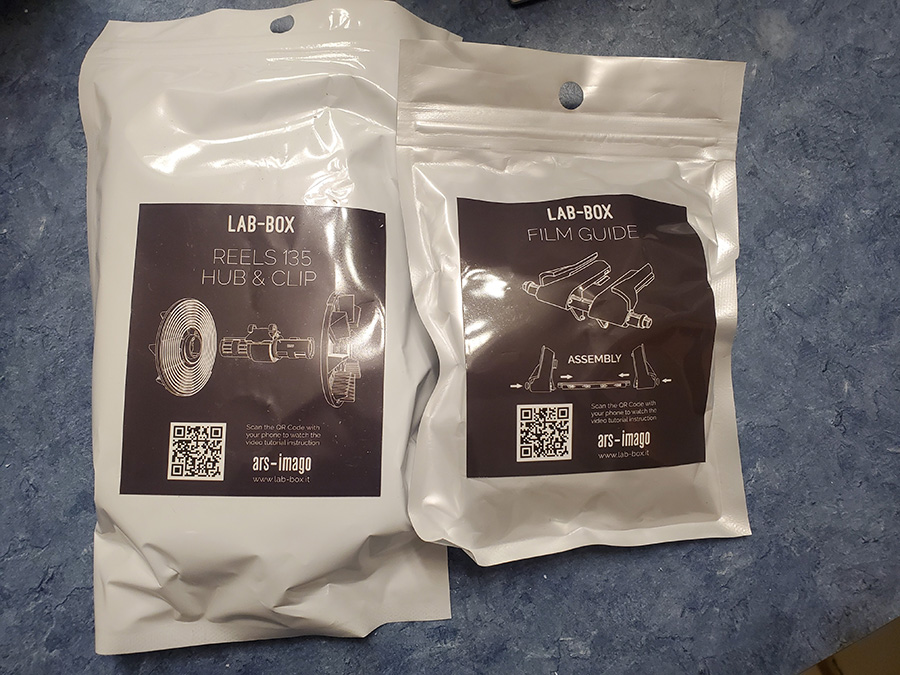 LAB-BOX
REELS 135
HUB & CLIP
Scan the QR Code with
your phone to watch the
video tutorial instruction
ars-imago
www.lab-box.it
LAB-BOX
FILM GUIDE
ASSEMBLY
Scan the QR Code with
your phone to watch the
video tutorial instruction
ars-imago
www.lab-box.it